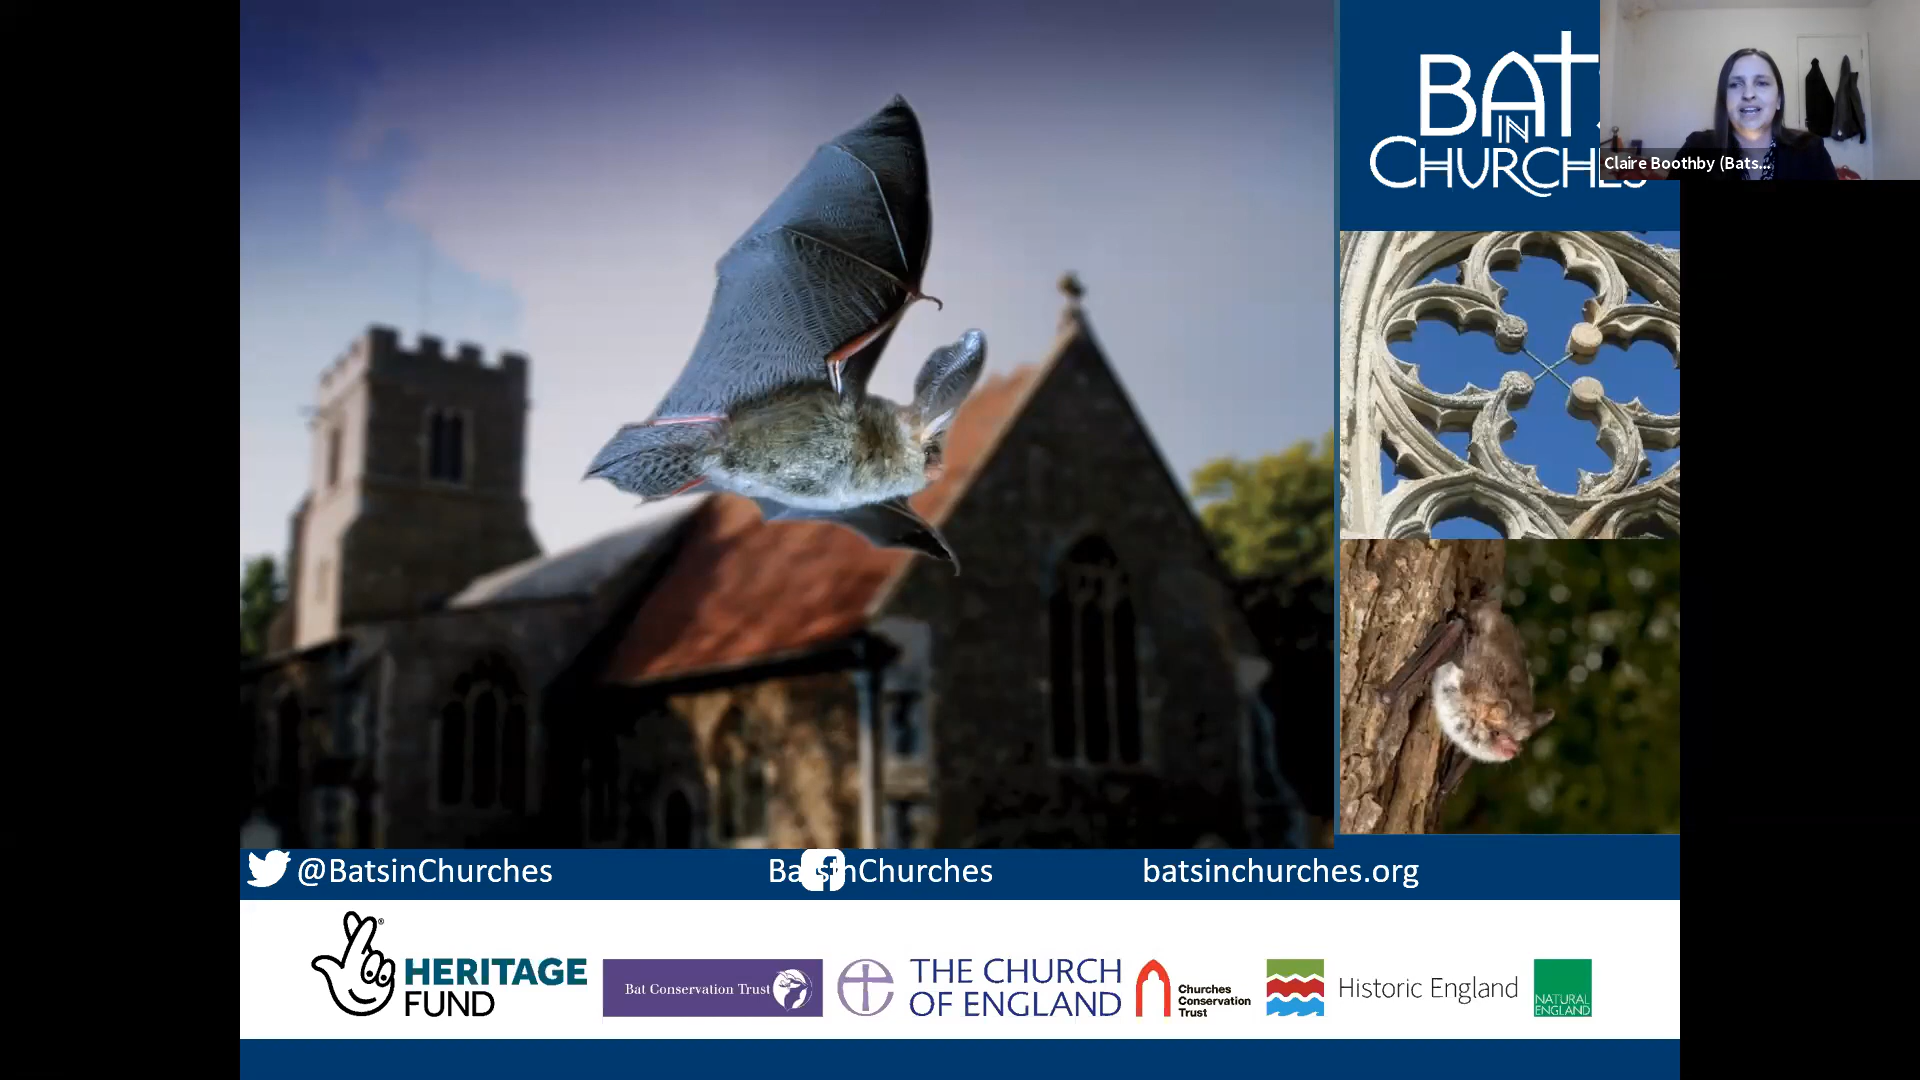 BATS
IN
CHURCHES
Claire Boothby (Bats...
@BatsinChurches
BatsinChurches
batsinchurches.org
HERITAGE
FUND
Bat Conservation Trust
THE CHURCH
OF ENGLAND
Churches
Conservation
Trust
Historic England
NATURAL
ENGLAND